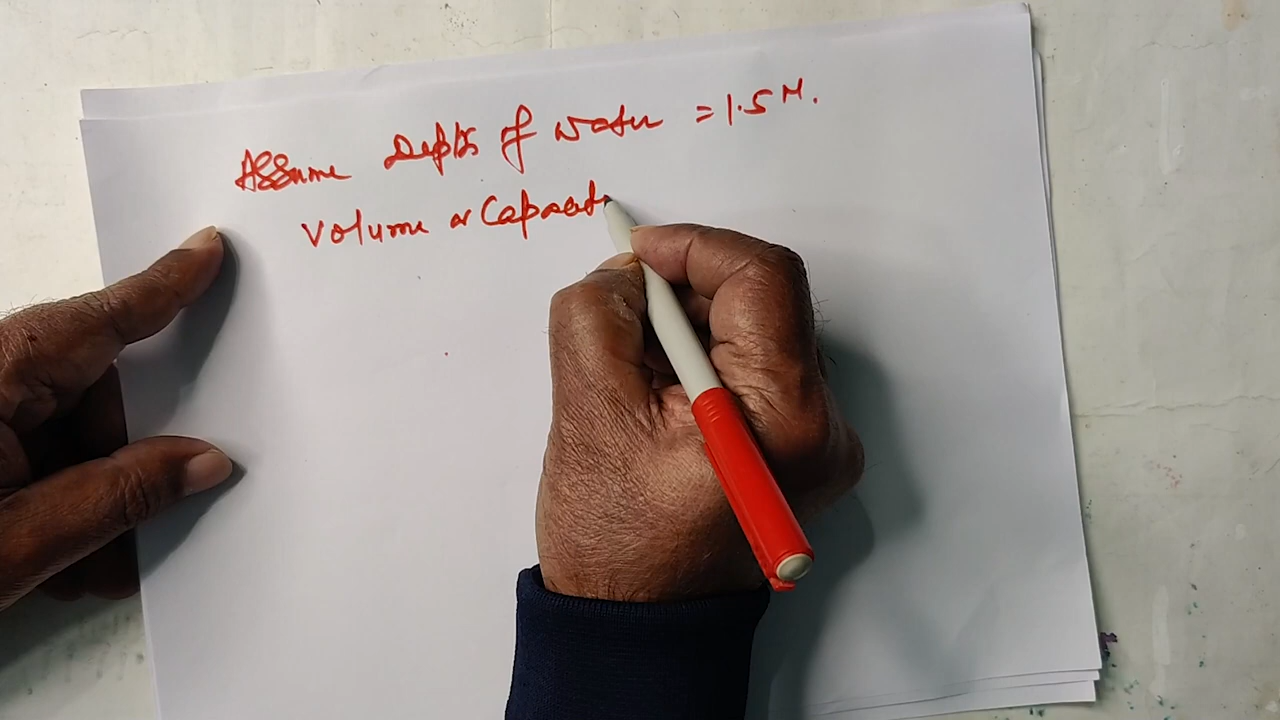 Assume Depth of water = 1.5 M.
Volume or Capacit